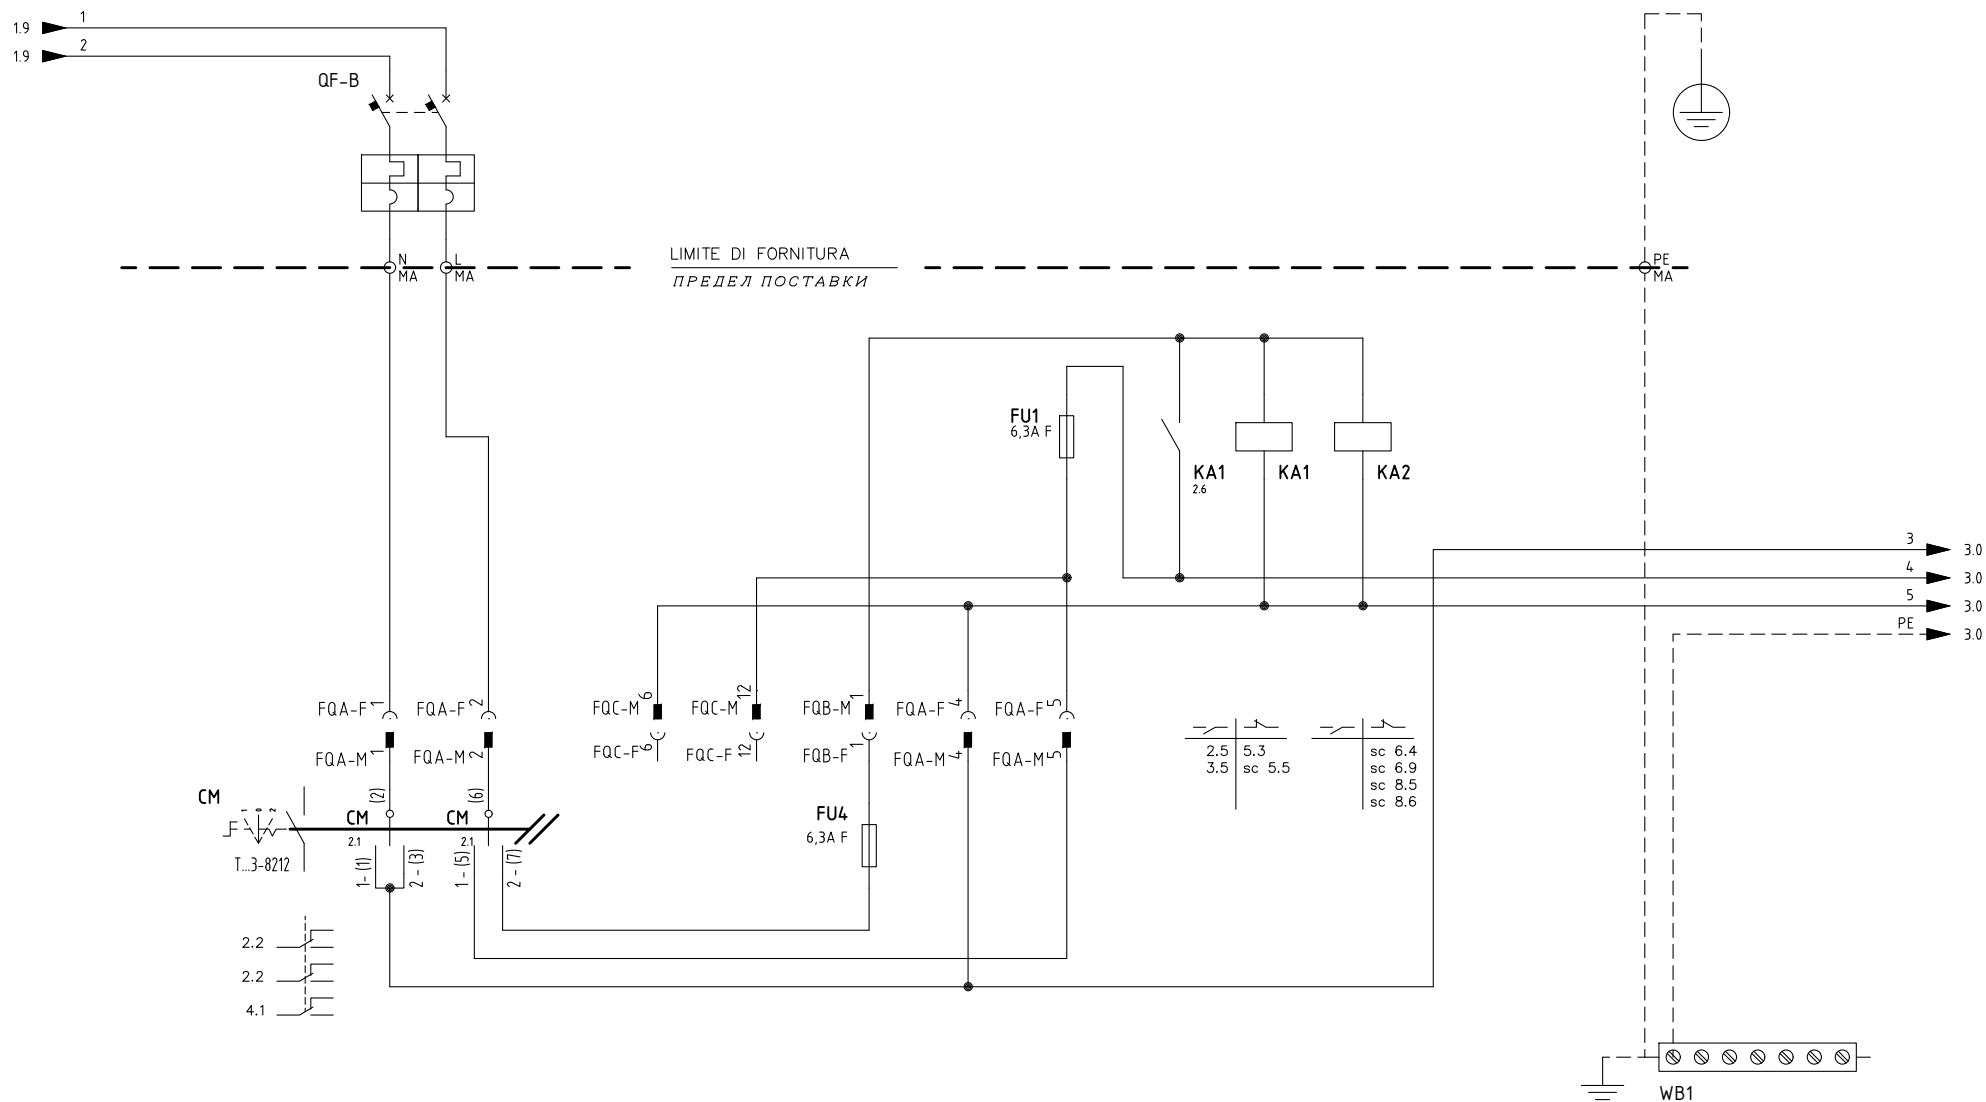 1.9
1
1.9
2
QF-B
N
MA
L
MA
LIMITE DI FORNITURA
ПРЕДЕЛ ПОСТАВКИ
PE
MA
FU1
6,3A F
KA1
2.6
KA1
KA2
3
3.0
4
3.0
5
3.0
PE
3.0
FQA-F 1
FQA-F 2
FQC-M 6
FQC-M 12
FQB-M 1
FQA-F 4
FQA-F 5
FQA-M 1
FQA-M 2
FQC-F 6
FQC-F 12
FQB-F 1
FQA-M 4
FQA-M 5
2.5 5.3
3.5 sc 5.5
sc 6.4
sc 6.9
sc 8.5
sc 8.6
CM
1 0 2
T...3-8212
(2)
CM
2.1
(6)
CM
2.1
1- (1)
2 - (3)
1 - (5)
2 - (7)
FU4
6,3A F
2.2
2.2
4.1
WB1